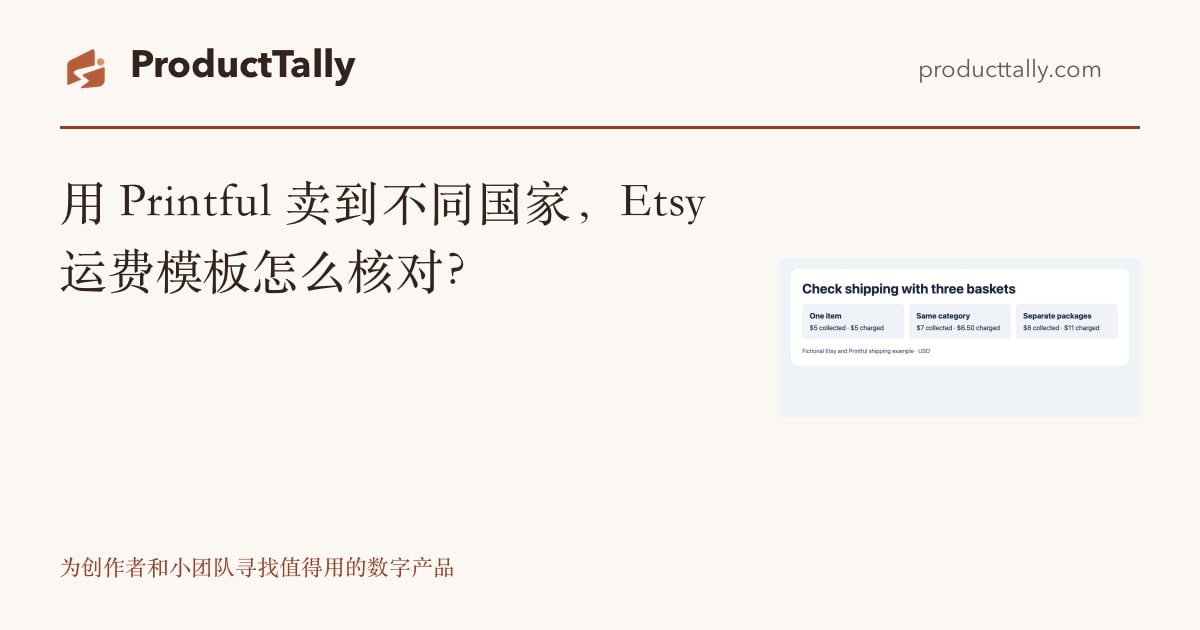 ProductTally
producttally.com
用 Printful 卖到不同国家，Etsy
运费模板怎么核对？
Check shipping with three baskets
One item
$5 collected · $5 charged
Same category
$7 collected · $6.50 charged
Separate packages
$8 collected · $11 charged
Fictional Etsy and Printful shipping example · USD
为创作者和小团队寻找值得用的数字产品